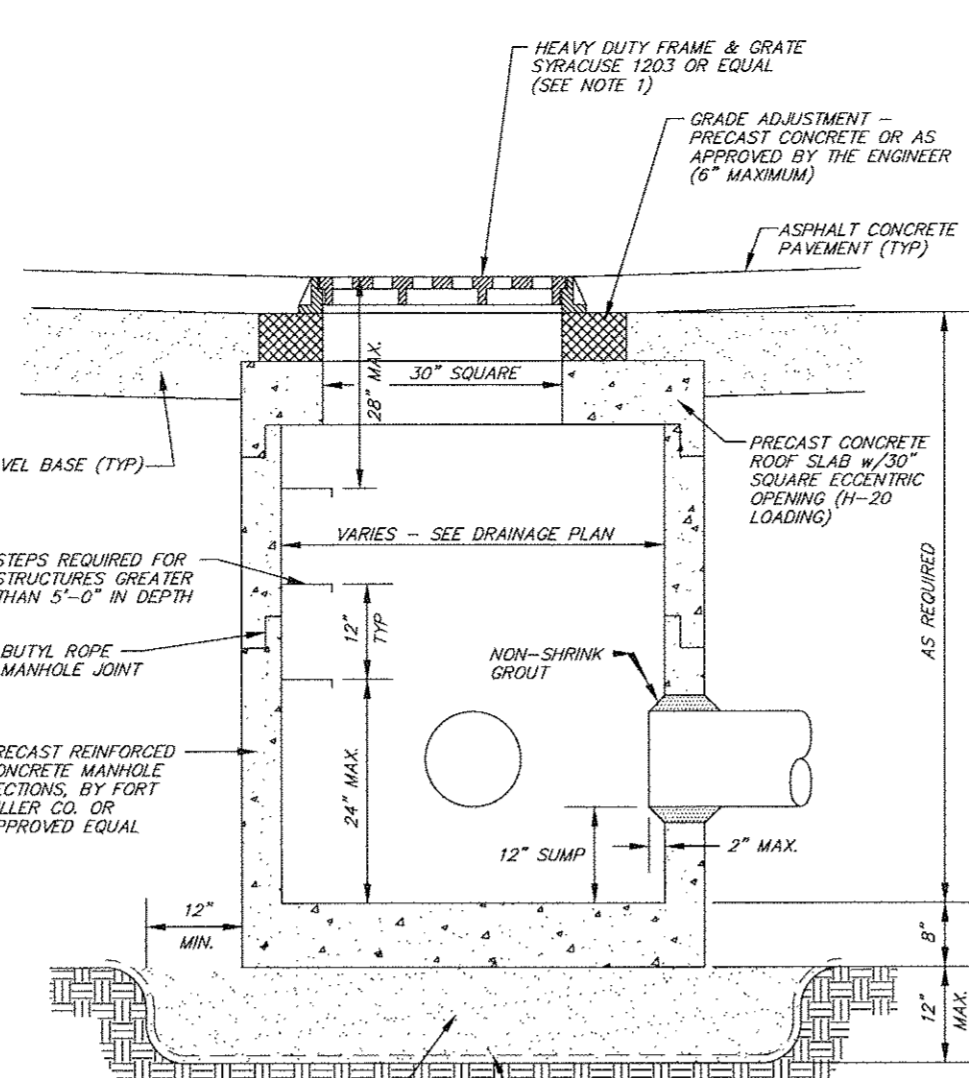 HEAVY DUTY FRAME & GRATE
SYRACUSE 1203 OR EQUAL
(SEE NOTE 1)
GRADE ADJUSTMENT –
PRECAST CONCRETE OR AS
APPROVED BY THE ENGINEER
(6" MAXIMUM)
ASPHALT CONCRETE
PAVEMENT (TYP)
28" MAX.
30" SQUARE
VEL BASE (TYP)
PRECAST CONCRETE
ROOF SLAB w/30"
SQUARE ECCENTRIC
OPENING (H-20
LOADING)
VARIES – SEE DRAINAGE PLAN
STEPS REQUIRED FOR
STRUCTURES GREATER
THAN 5'-0" IN DEPTH
12"
TYP
AS REQUIRED
BUTYL ROPE
MANHOLE JOINT
NON-SHRINK
GROUT
RECAST REINFORCED
ONCRETE MANHOLE
ECTIONS, BY FORT
ILLER CO. OR
PPROVED EQUAL
24" MAX.
12" SUMP
2" MAX.
12"
MIN.
8"
12"
MAX.